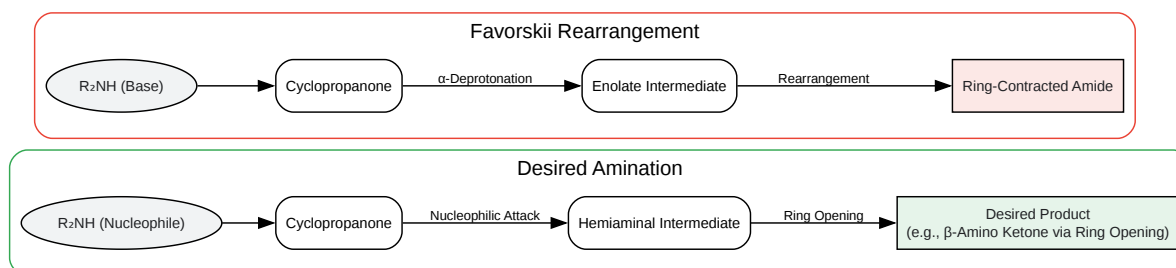 Favorskii Rearrangement
R₂NH (Base)
Cyclopropanone
α-Deprotonation
Enolate Intermediate
Rearrangement
Ring-Contracted Amide
Desired Amination
R₂NH (Nucleophile)
Cyclopropanone
Nucleophilic Attack
Hemiaminal Intermediate
Ring Opening
Desired Product
(e.g., β-Amino Ketone via Ring Opening)